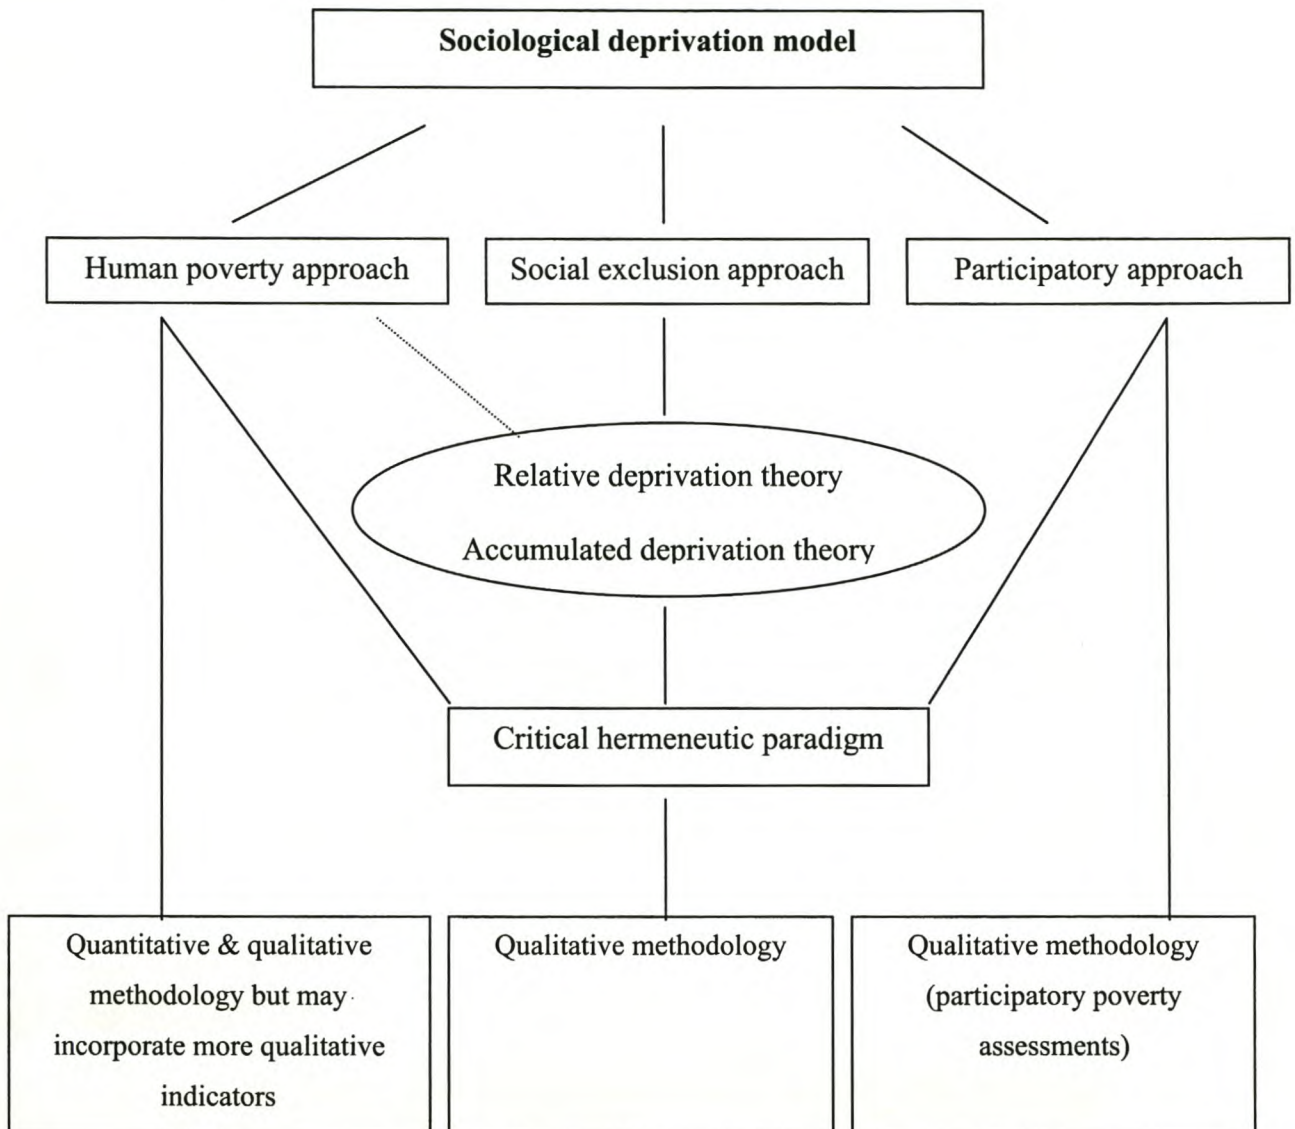 Sociological deprivation model
Human poverty approach
Social exclusion approach
Participatory approach
Relative deprivation theory
Accumulated deprivation theory
Critical hermeneutic paradigm
Quantitative & qualitative
methodology but may
incorporate more qualitative
indicators
Qualitative methodology
Qualitative methodology
(participatory poverty
assessments)